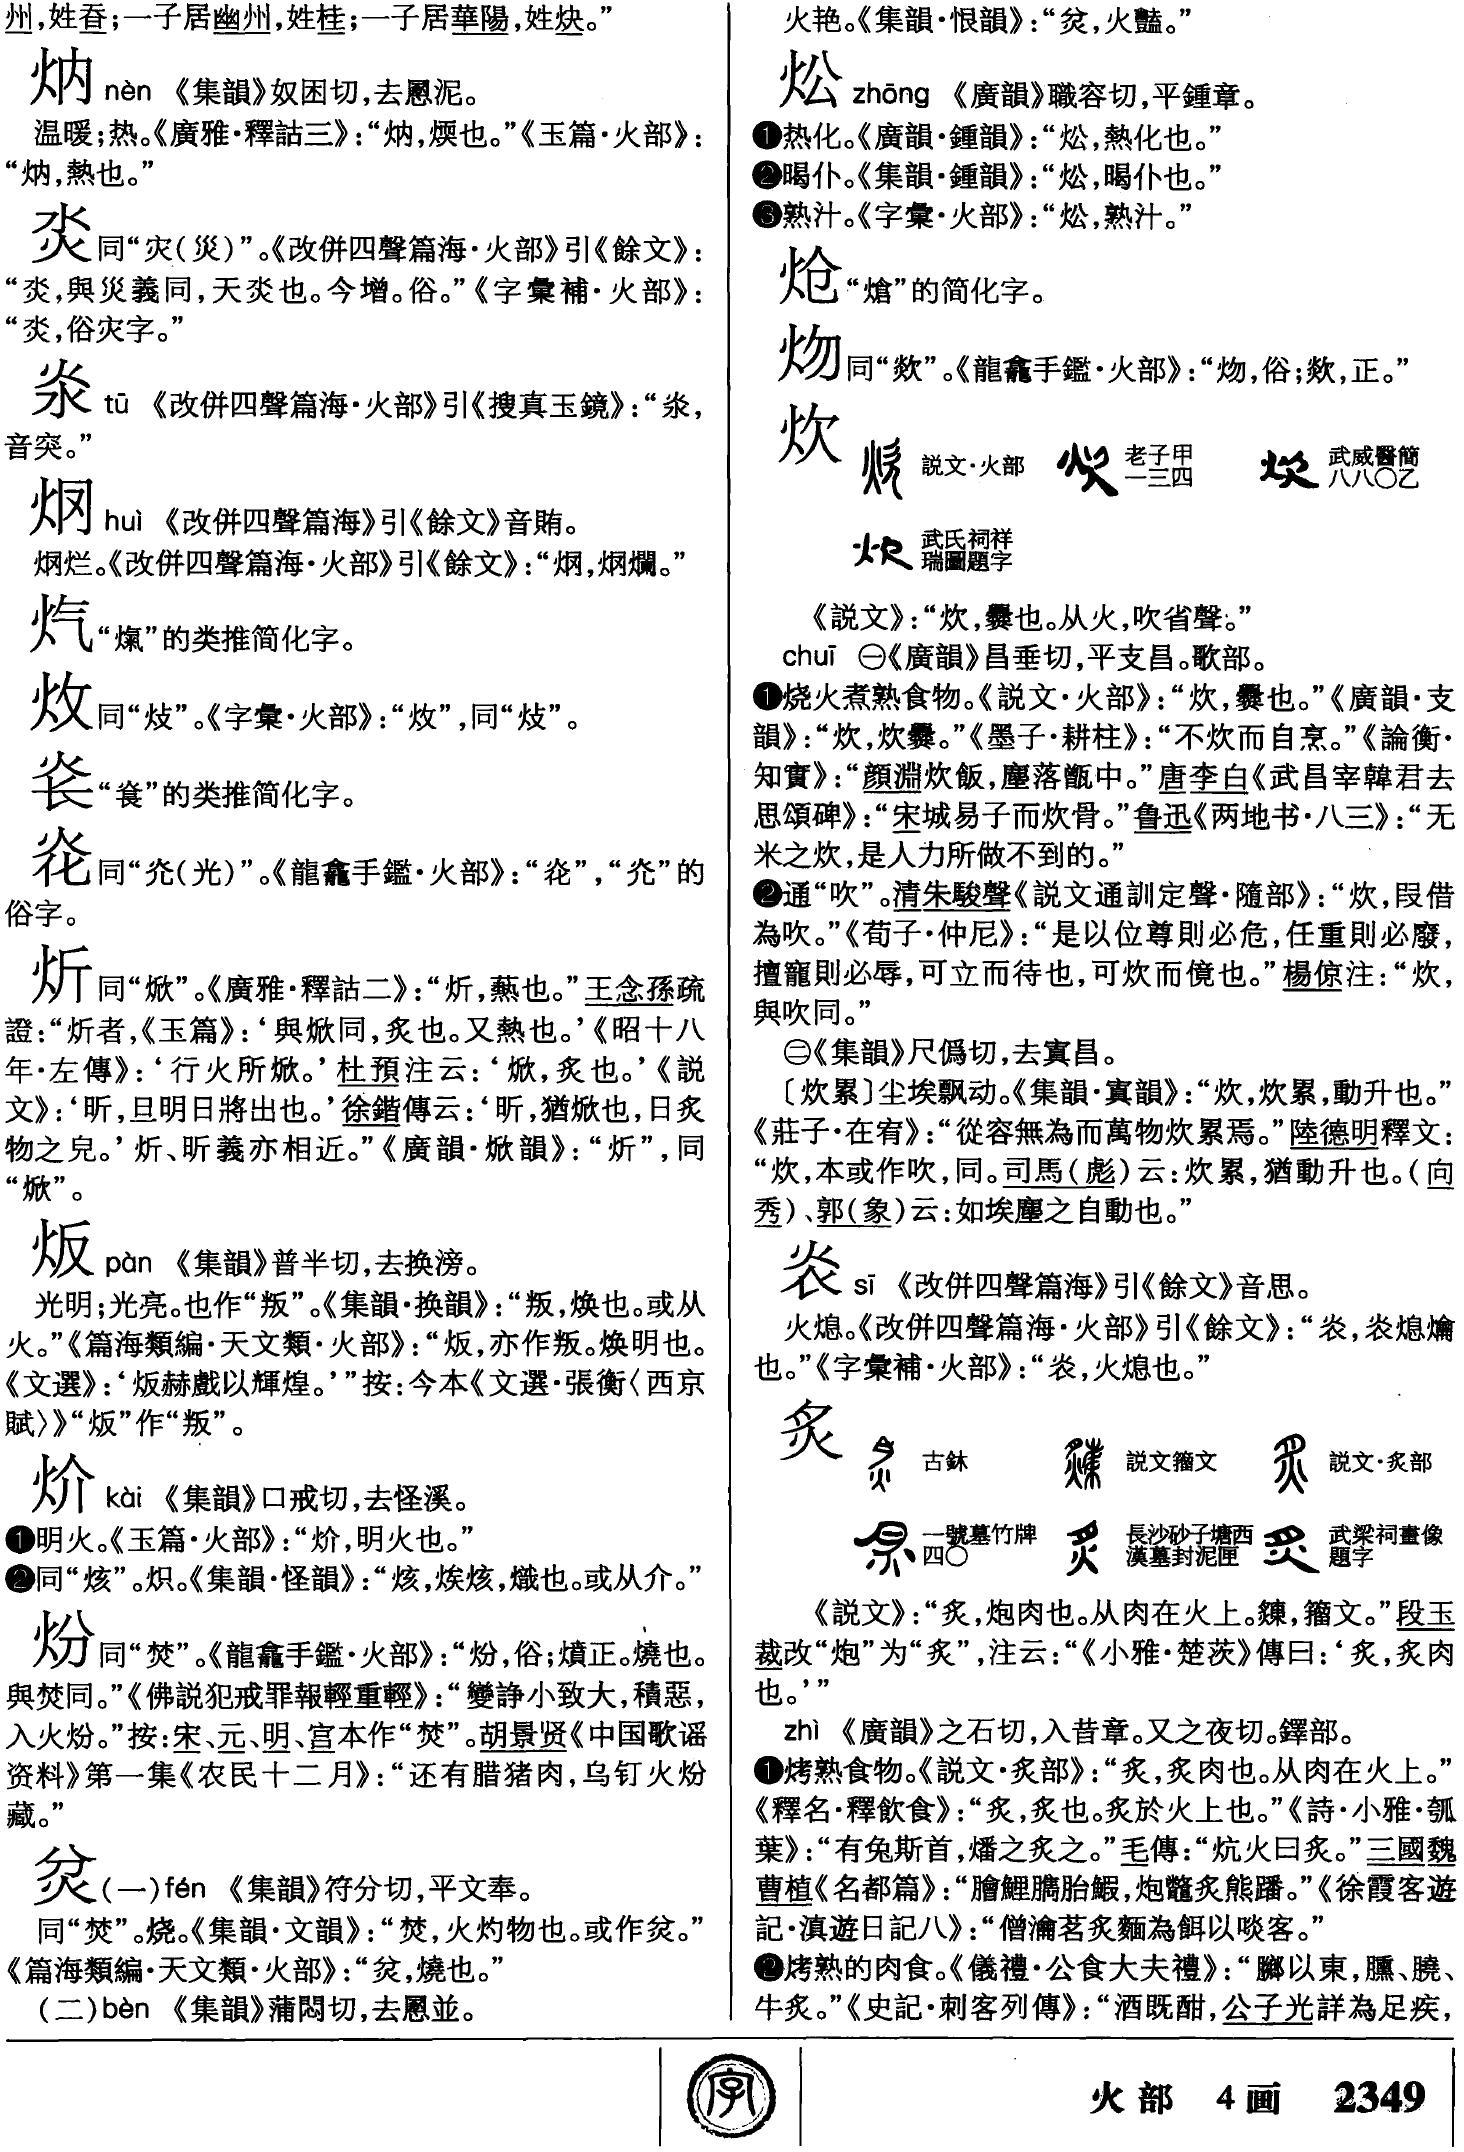 州,姓昋;一子居幽州,姓桂;一子居華陽,姓炔。”
炳 nèn 《集韻》奴困切,去慁泥。
温暖;热。《廣雅·釋詁三》:“炳,煗也。”《玉篇·火部》:
“炳,熱也。”
同“灾(災)”。《改併四聲篇海·火部》引《餘文》:
“,與災義同,天也。今增。俗。”《字彙補·火部》:
“,俗灾字。”
tū 《改併四聲篇海·火部》引《搜真玉鏡》:“,
音突。”
huì 《改併四聲篇海》引《餘文》音賄。
烂。《改併四聲篇海·火部》引《餘文》:“,爛。”
“熂”的类推简化字。
炇同“炶”。《字彙·火部》:“炇”,同“”。
“”的类推简化字。
同“灮(光)”。《龍龕手鑑·火部》:“”,“灮”的
俗字。
炘同“焮”。《廣雅·釋詁二》:“炘,爇也。”王念孫疏
證:“炘者,《玉篇》:‘與焮同,炙也。又熱也。’《昭十八
年·左傳》:‘行火所焮。’杜預注云:‘焮,炙也。’《説
文》:‘昕,旦明日將出也。’徐鍇傳云:‘昕,猶焮也,日炙
物之皃。’炘、昕義亦相近。”《廣韻·焮韻》:“炘”,同
“焮”。
炍 pàn 《集韻》普半切,去换滂。
光明;光亮。也作“叛”。《集韻·换韻》:“叛,焕也。或从
火。”《篇海類編·天文類·火部》:“炍,亦作叛。焕明也。
《文選》:‘炍赫戲以輝煌。’”按:今本《文選·張衡〈西京
賦〉》“炍”作“叛”。
炌 kài 《集韻》口戒切,去怪溪。
❶明火。《玉篇·火部》:“炌,明火也。”
❷同“烗”。炽。《集韻·怪韻》:“烗,烗,熾也。或从介。”
炃同“焚”。《龍龕手鑑·火部》:“炃,俗;燌正。燒也。
與焚同。”《佛説犯戒罪報輕重輕》:“變諍小致大,積惡,
入火炃。”按:宋、元、明、宫本作“焚”。胡景贤《中国歌谣
资料》第一集《农民十二月》:“还有腊猪肉,乌钉火炃
藏。”
炃(一)fén 《集韻》符分切,平文奉。
同“焚”。烧。《集韻·文韻》:“焚,火灼物也。或作炃。”
《篇海類編·天文類·火部》:“炃,燒也。”
(二)bèn 《集韻》蒲悶切,去慁並。
火艳。《集韻·恨韻》:“炃,火豔。”
炂 zhōng 《廣韻》職容切,平鍾章。
❶热化。《廣韻·鍾韻》:“炂,熱化也。”
❷暍仆。《集韻·鍾韻》:“炂,暍仆也。”
❸熟汁。《字彙·火部》:“炂,熟汁。”
炝“熗”的简化字。
同“欻”。《龍龕手鑑·火部》:“,俗;欻,正。”
炊 説文·火部 老子甲一三四 武威醫簡八八〇乙
武氏祠祥瑞圖題字
《説文》:“炊,爨也。从火,吹省聲。”
chuī ㊀《廣韻》昌垂切,平支昌。歌部。
❶烧火煮熟食物。《説文·火部》:“炊,爨也。”《廣韻·支
韻》:“炊,炊爨。”《墨子·耕柱》:“不炊而自烹。”《論衡·
知實》:“顔淵炊飯,塵落甑中。”唐李白《武昌宰韓君去
思頌碑》:“宋城易子而炊骨。”鲁迅《两地书·八三》:“无
米之炊,是人力所做不到的。”
❷通“吹”。清朱駿聲《説文通訓定聲·隨部》:“炊,叚借
為吹。”《荀子·仲尼》:“是以位尊則必危,任重則必廢,
擅寵則必辱,可立而待也,可炊而傹也。”楊倞注:“炊,
與吹同。”
㊁《集韻》尺僞切,去寘昌。
〔炊累〕尘埃飘动。《集韻·寘韻》:“炊,炊累,動升也。”
《莊子·在宥》:“從容無為而萬物炊累焉。”陸德明釋文:
“炊,本或作吹,同。司馬(彪)云:炊累,猶動升也。(向
秀)、郭(象)云:如埃塵之自動也。”
sī 《改併四聲篇海》引《餘文》音思。
火熄。《改併四聲篇海·火部》引《餘文》:“,熄爚
也。”《字彙補·火部》:“,火熄也。”
炙 古鉥 説文籀文 説文·炙部
一號墓竹牌四〇 長沙砂子塘西漢墓封泥匣 武梁祠畫像題字
《説文》:“炙,炮肉也。从肉在火上。,籀文。”段玉
裁改“炮”为“炙”,注云:“《小雅·楚茨》傳曰:‘炙,炙肉
也。’”
zhì 《廣韻》之石切,入昔章。又之夜切。鐸部。
❶烤熟食物。《説文·炙部》:“炙,炙肉也。从肉在火上。”
《釋名·釋飲食》:“炙,炙也。炙於火上也。”《詩·小雅·瓠
葉》:“有兔斯首,燔之炙之。”毛傳:“炕火曰炙。”三國魏
曹植《名都篇》:“膾鯉臇胎鰕,炮鼈炙熊蹯。”《徐霞客遊
記·滇遊日記八》:“僧瀹茗炙麵為餌以啖客。”
❷烤熟的肉食。《儀禮·公食大夫禮》:“膷以東,臐、膮、
牛炙。”《史記·刺客列傳》:“酒既酣,公子光詳為足疾,
字
火部 4画 2349